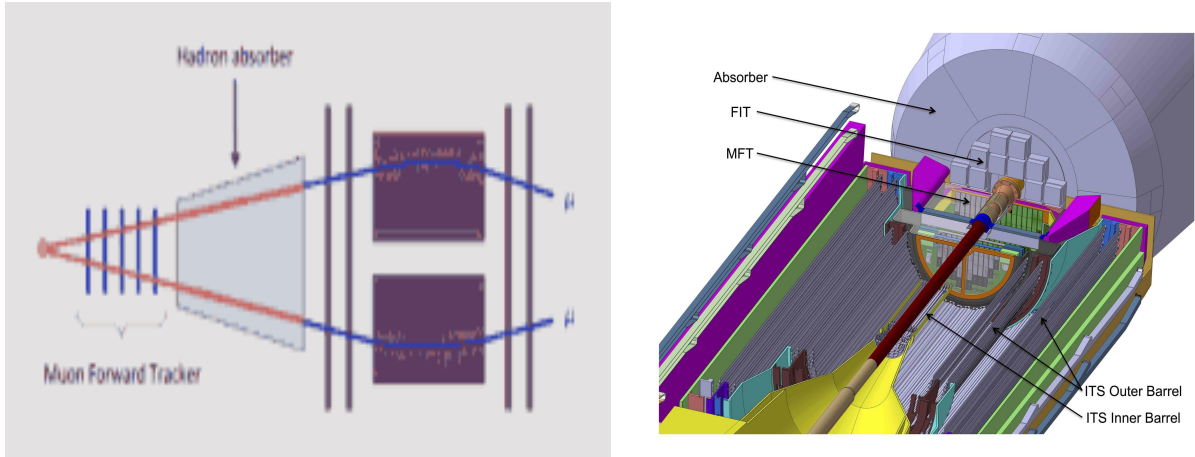 Hadron absorber
μ
μ
Muon Forward Tracker
Absorber
FIT
MFT
ITS Outer Barrel
ITS Inner Barrel